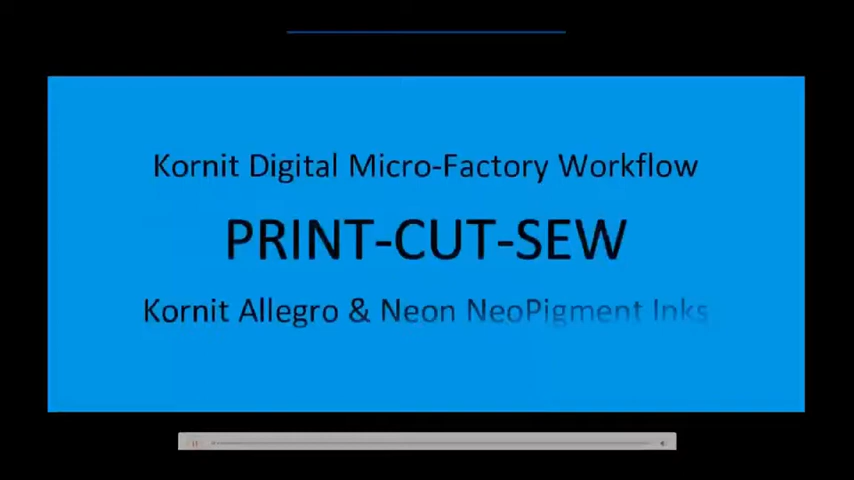 Kornit Digital Micro-Factory Workflow
PRINT-CUT-SEW
Kornit Allegro & Neon NeoPigment Inks